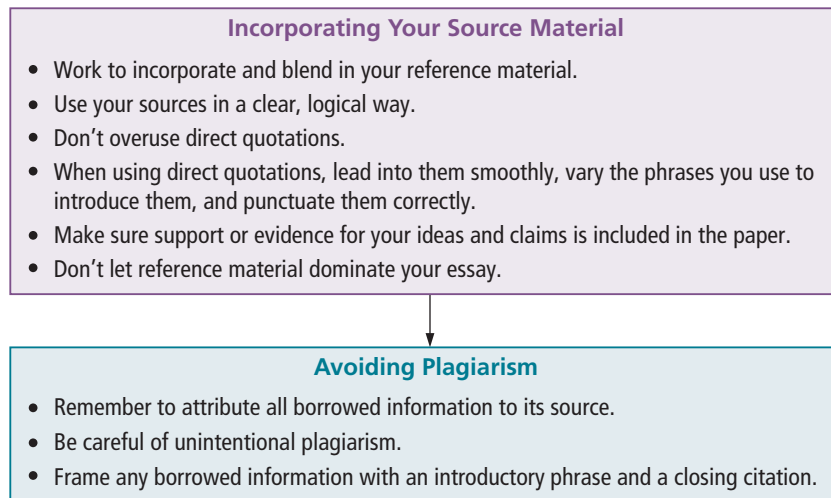 Incorporating Your Source Material
• Work to incorporate and blend in your reference material.
• Use your sources in a clear, logical way.
• Don’t overuse direct quotations.
• When using direct quotations, lead into them smoothly, vary the phrases you use to
introduce them, and punctuate them correctly.
• Make sure support or evidence for your ideas and claims is included in the paper.
• Don’t let reference material dominate your essay.
Avoiding Plagiarism
• Remember to attribute all borrowed information to its source.
• Be careful of unintentional plagiarism.
• Frame any borrowed information with an introductory phrase and a closing citation.